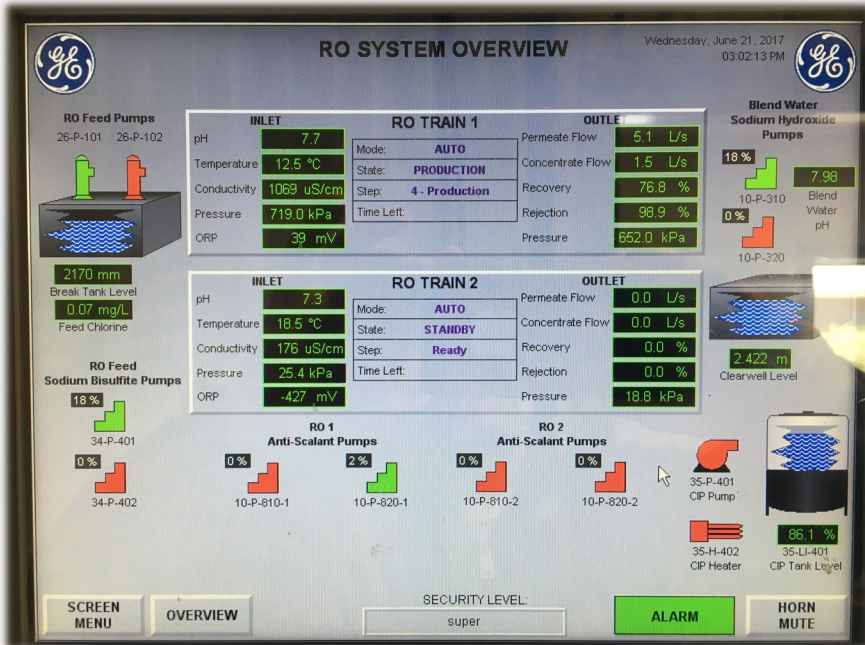 RO SYSTEM OVERVIEW
Wednesday, June 21, 2017
03:02:13 PM
GE
GE
RO Feed Pumps
26-P-101 26-P-102
2170 mm
Break Tank Level
0.07 mg/L
Feed Chlorine
RO Feed
Sodium Bisulfite Pumps
18 %
34-P-401
0 %
34-P-402
INLET
RO TRAIN 1
OUTLET
pH 7.7
Temperature 12.5 °C
Conductivity 1069 uS/cm
Pressure 719.0 kPa
ORP 39 mV
Mode: AUTO
State: PRODUCTION
Step: 4 - Production
Time Left:
Permeate Flow 5.1 L/s
Concentrate Flow 1.5 L/s
Recovery 76.8 %
Rejection 98.9 %
Pressure 652.0 kPa
INLET
RO TRAIN 2
OUTLET
pH 7.3
Temperature 18.5 °C
Conductivity 176 uS/cm
Pressure 25.4 kPa
ORP -427 mV
Mode: AUTO
State: STANDBY
Step: Ready
Time Left:
Permeate Flow 0.0 L/s
Concentrate Flow 0.0 L/s
Recovery 0.0 %
Rejection 0.0 %
Pressure 18.8 kPa
Blend Water
Sodium Hydroxide
Pumps
18 %
10-P-310
7.98
Blend
Water
pH
0 %
10-P-320
2.422 m
Clearwell Level
RO 1
Anti-Scalant Pumps
0 %
10-P-810-1
2 %
10-P-820-1
RO 2
Anti-Scalant Pumps
0 %
10-P-810-2
0 %
10-P-820-2
35-P-401
CIP Pump
35-H-402
CIP Heater
86.1 %
35-LI-401
CIP Tank Level
SCREEN
MENU
OVERVIEW
SECURITY LEVEL:
super
ALARM
HORN
MUTE